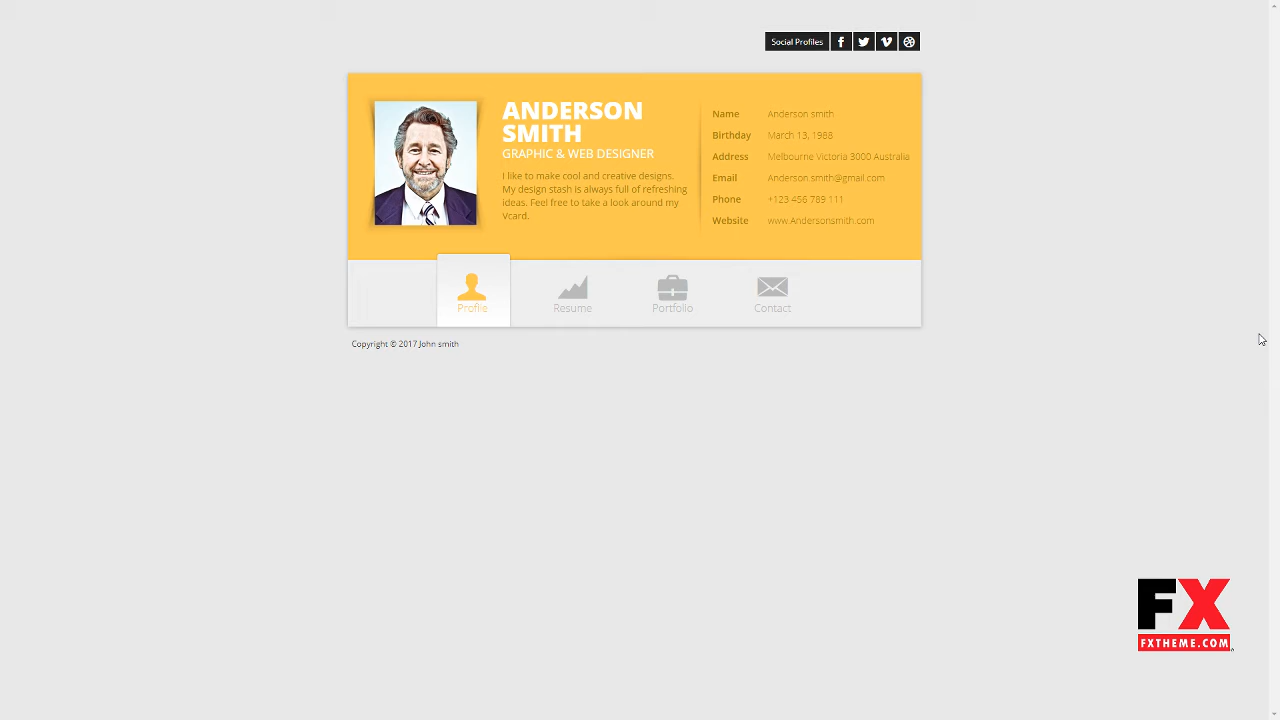 Social Profiles
ANDERSON
SMITH
GRAPHIC & WEB DESIGNER
I like to make cool and creative designs.
My design stash is always full of refreshing
ideas. Feel free to take a look around my
Vcard.
Name Anderson smith
Birthday March 13, 1988
Address Melbourne Victoria 3000 Australia
Email Anderson.smith@gmail.com
Phone +123 456 789 111
Website www.Andersonsmith.com
Profile
Resume
Portfolio
Contact
Copyright © 2017 John smith
FX
FXTHEME.COM